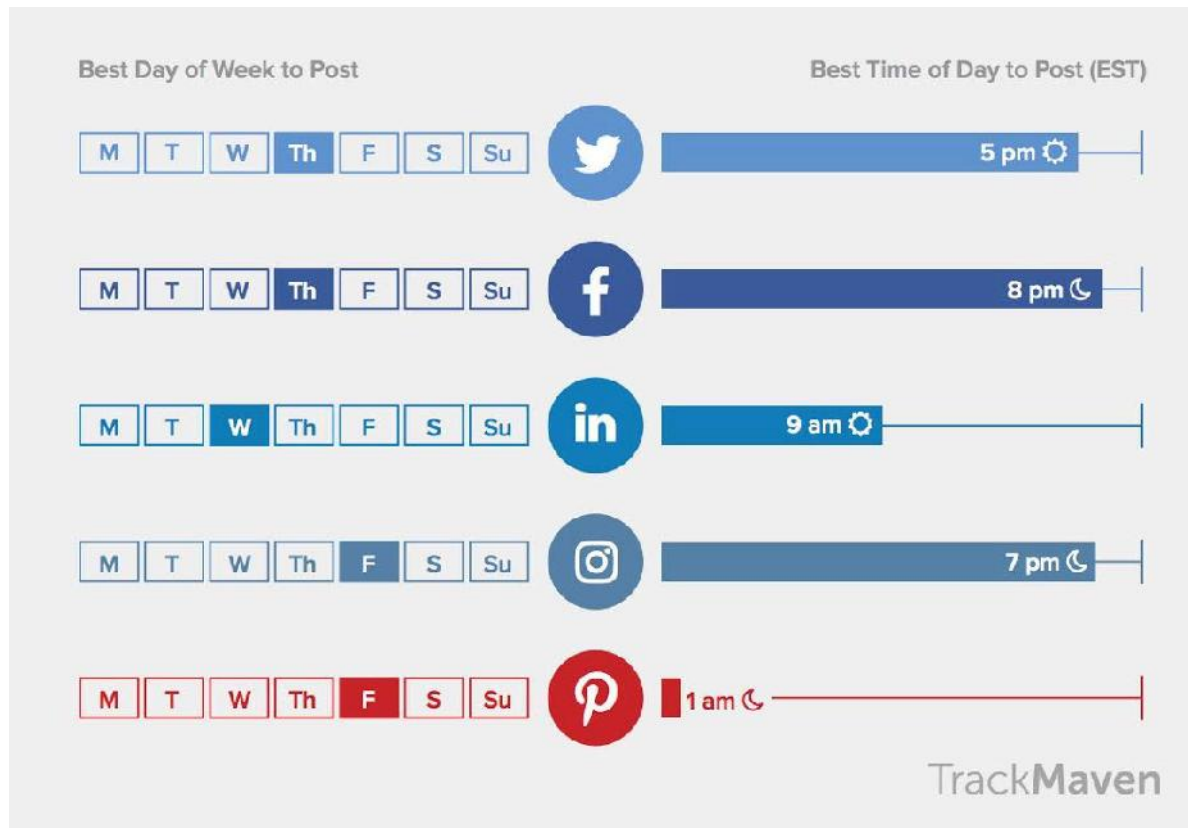 Best Day of Week to Post
Best Time of Day to Post (EST)
M T W Th F S Su
5 pm
M T W Th F S Su
f
8 pm
M T W Th F S Su
in
9 am
M T W Th F S Su
7 pm
M T W Th F S Su
1 am
TrackMaven